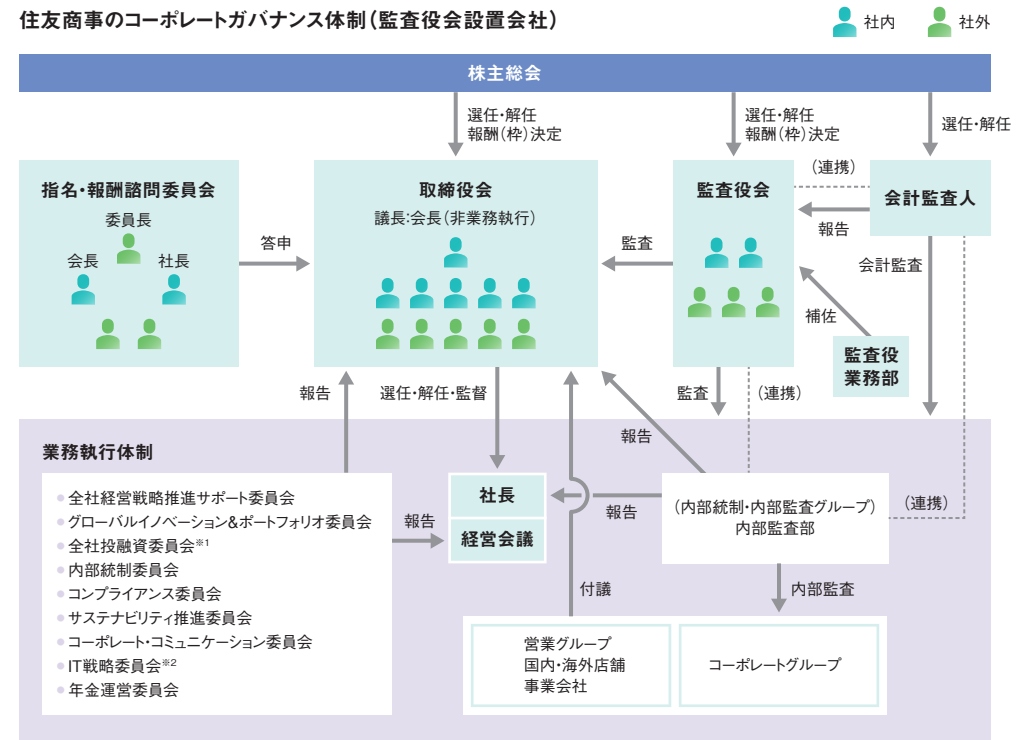 住友商事のコーポレートガバナンス体制（監査役会設置会社）
社内
社外
株主総会
選任・解任
報酬（枠）決定
選任・解任
報酬（枠）決定
選任・解任
指名・報酬諮問委員会
委員長
会長
社長
答申
取締役会
議長：会長（非業務執行）
監査
監査役会
（連携）
会計監査人
報告
会計監査
補佐
監査役
業務部
報告
選任・解任・監督
報告
監査
（連携）
業務執行体制
全社経営戦略推進サポート委員会
グローバルイノベーション&ポートフォリオ委員会
全社投融資委員会※1
内部統制委員会
コンプライアンス委員会
サステナビリティ推進委員会
コーポレート・コミュニケーション委員会
IT戦略委員会※2
年金運営委員会
報告
社長
経営会議
報告
（内部統制・内部監査グループ）
内部監査部
（連携）
付議
内部監査
営業グループ
国内・海外店舗
事業会社
コーポレートグループ